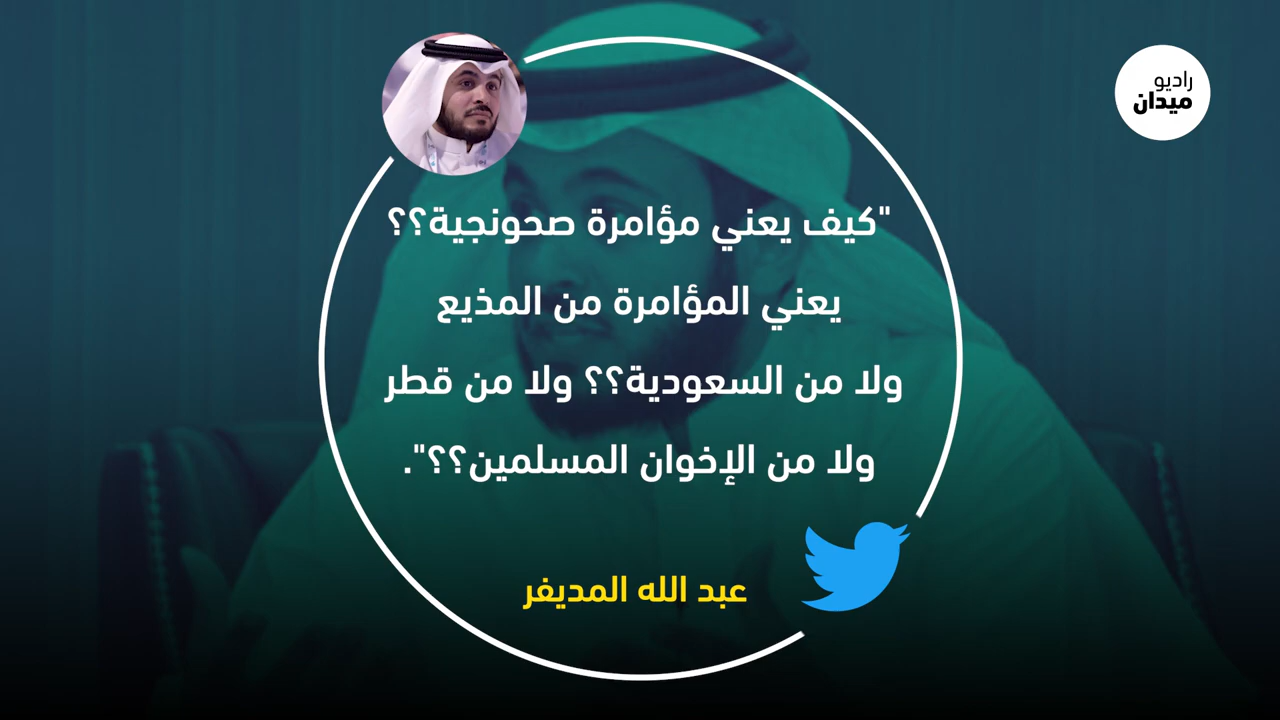 راديو
ميدان
"كيف يعني مؤامرة صحونجية؟؟
يعني المؤامرة من المذيع
ولا من السعودية؟؟ ولا من قطر
ولا من الإخوان المسلمين؟؟".
عبد الله المديفر